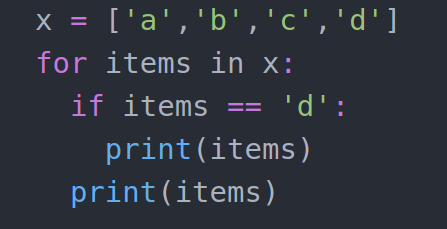 x = ['a','b','c','d']
for items in x:
  if items == 'd':
    print(items)
  print(items)